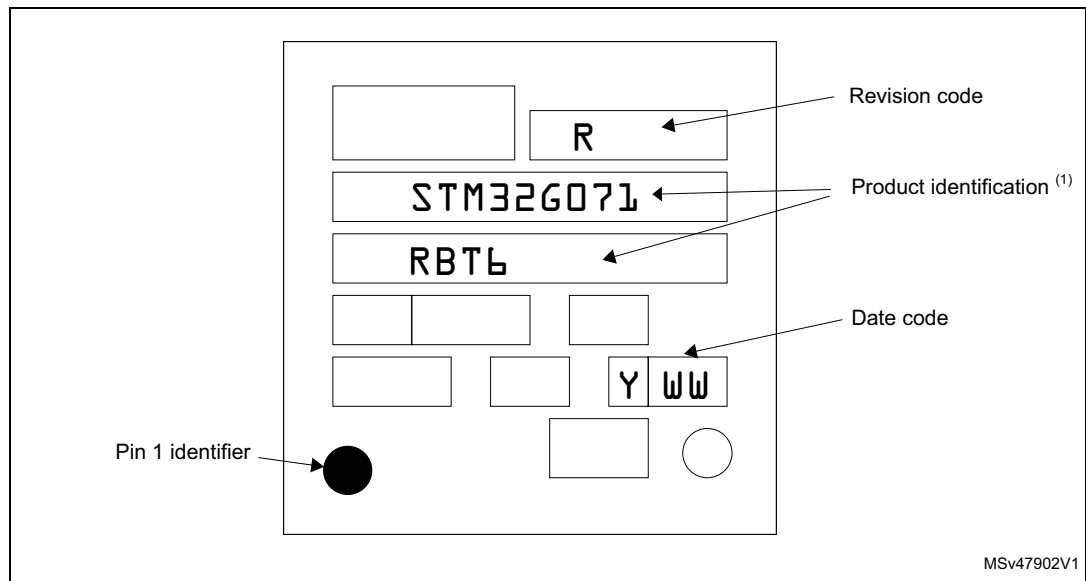 Revision code
R
Product identification (1)
STM32G071
RBT6
Date code
Y WW
Pin 1 identifier
MSv47902V1